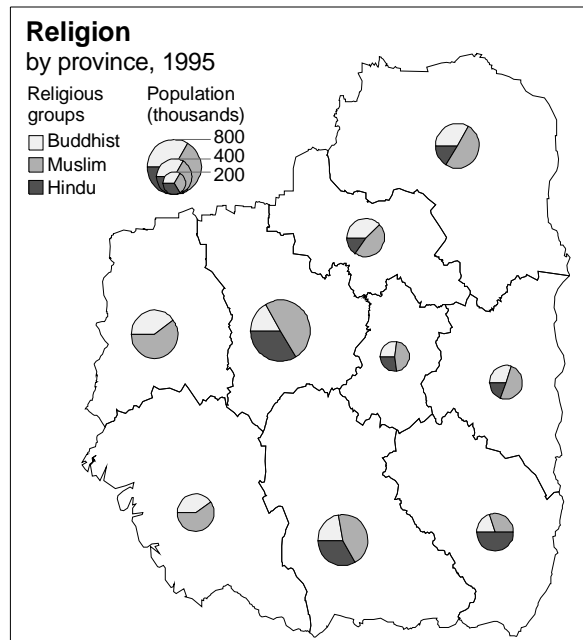 Religion
by province, 1995
Religious groups
Buddhist
Muslim
Hindu
Population (thousands)
800
400
200